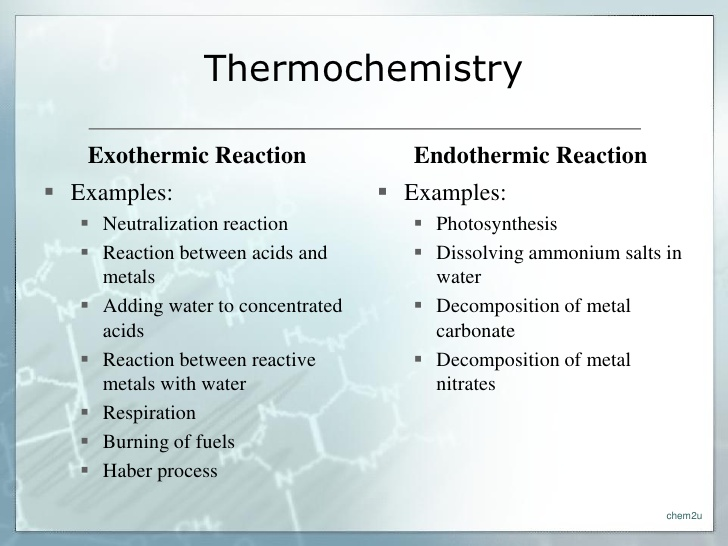 Thermochemistry
Exothermic Reaction
▪ Examples:
▪ Neutralization reaction
▪ Reaction between acids and
metals
▪ Adding water to concentrated
acids
▪ Reaction between reactive
metals with water
▪ Respiration
▪ Burning of fuels
▪ Haber process
Endothermic Reaction
▪ Examples:
▪ Photosynthesis
▪ Dissolving ammonium salts in
water
▪ Decomposition of metal
carbonate
▪ Decomposition of metal
nitrates
chem2u